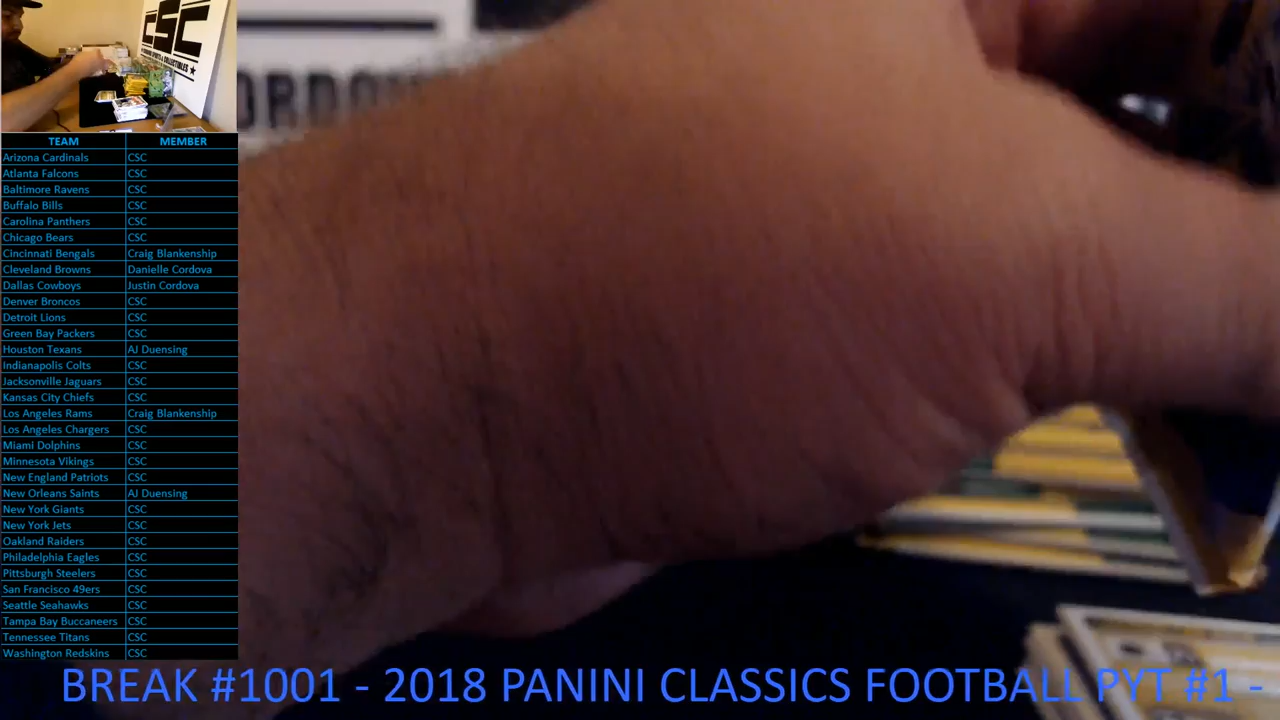 CSC
ORDOV
TEAM MEMBER
Arizona Cardinals CSC
Atlanta Falcons CSC
Baltimore Ravens CSC
Buffalo Bills CSC
Carolina Panthers CSC
Chicago Bears CSC
Cincinnati Bengals Craig Blankenship
Cleveland Browns Danielle Cordova
Dallas Cowboys Justin Cordova
Denver Broncos CSC
Detroit Lions CSC
Green Bay Packers CSC
Houston Texans AJ Duensing
Indianapolis Colts CSC
Jacksonville Jaguars CSC
Kansas City Chiefs CSC
Los Angeles Rams Craig Blankenship
Los Angeles Chargers CSC
Miami Dolphins CSC
Minnesota Vikings CSC
New England Patriots CSC
New Orleans Saints AJ Duensing
New York Giants CSC
New York Jets CSC
Oakland Raiders CSC
Philadelphia Eagles CSC
Pittsburgh Steelers CSC
San Francisco 49ers CSC
Seattle Seahawks CSC
Tampa Bay Buccaneers CSC
Tennessee Titans CSC
Washington Redskins CSC
BREAK #1001 - 2018 PANINI CLASSICS FOOTBALL PYT #1 -